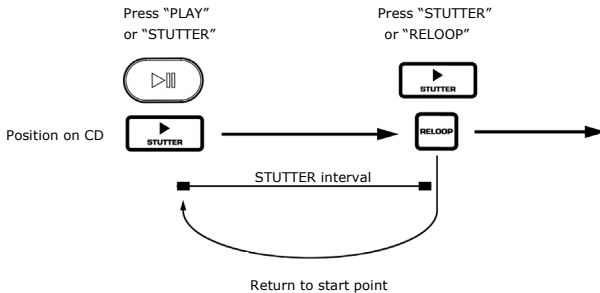 Press “PLAY”
or “STUTTER”
Press “STUTTER”
or “RELOOP”
STUTTER
Position on CD
STUTTER
RELOOP
STUTTER interval
Return to start point